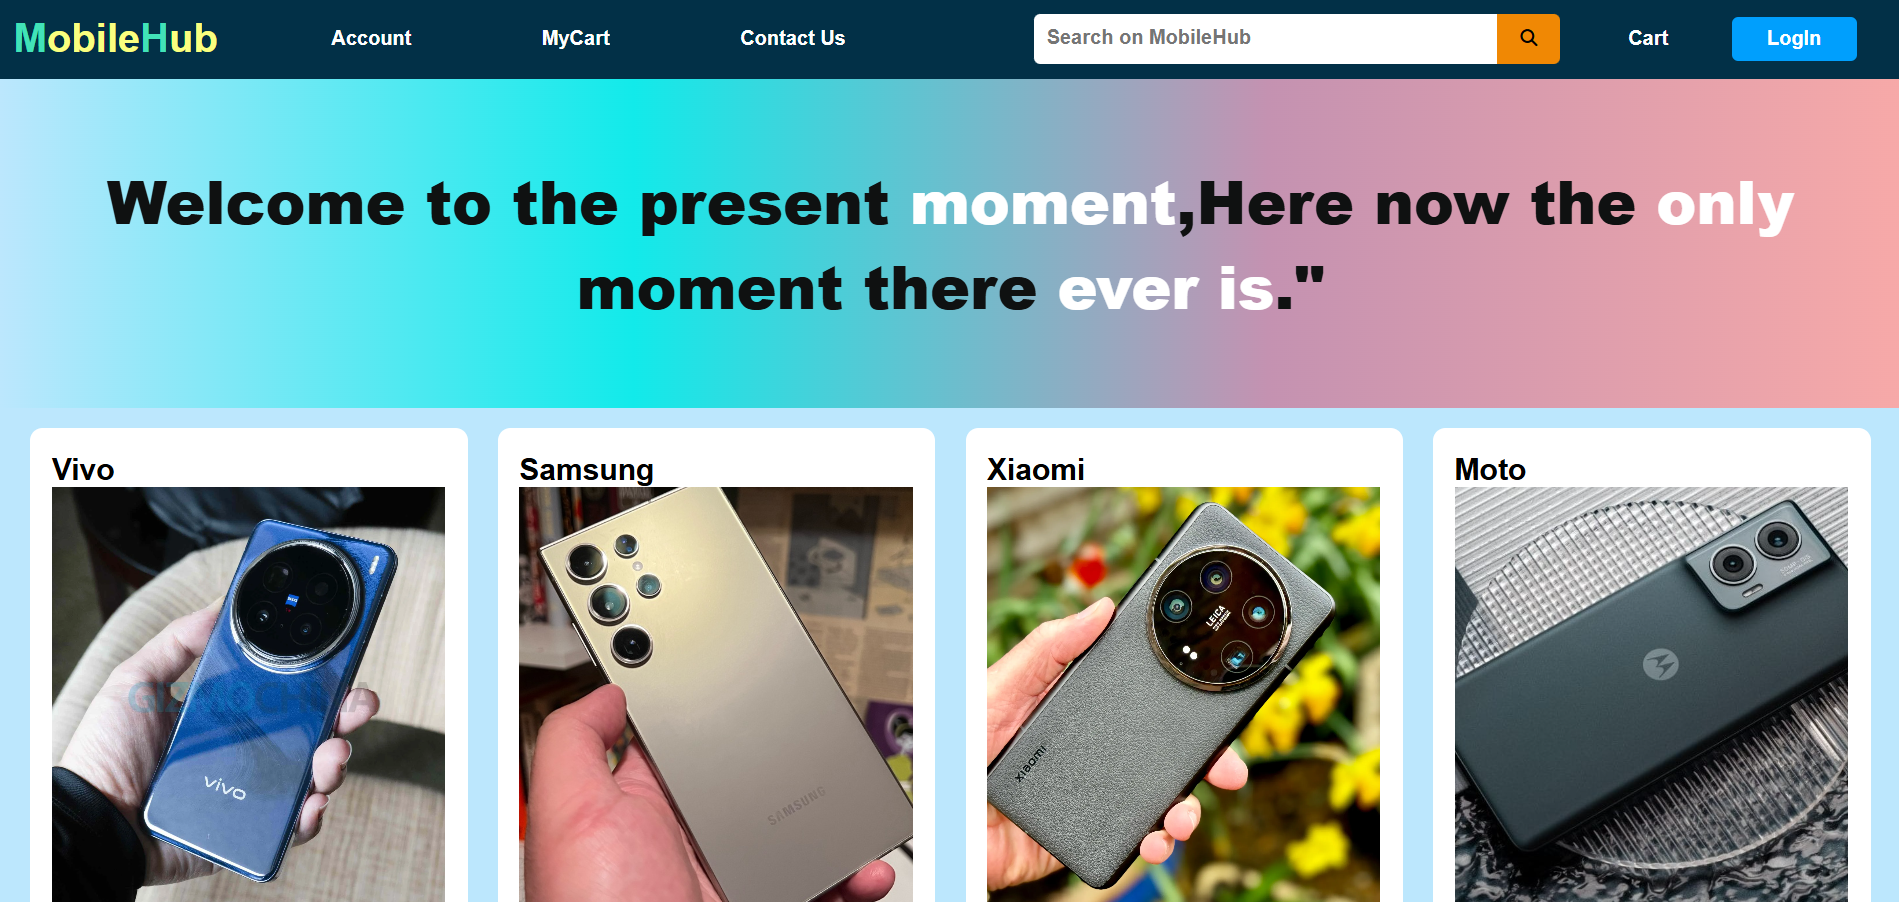 MobileHub
Account
MyCart
Contact Us
Search on MobileHub
Cart
LogIn
Welcome to the present moment,Here now the only
moment there ever is."
Vivo
Samsung
Xiaomi
Moto
GIZMOCHINA
vivo
SAMSUNG
LEICA
xiaomi